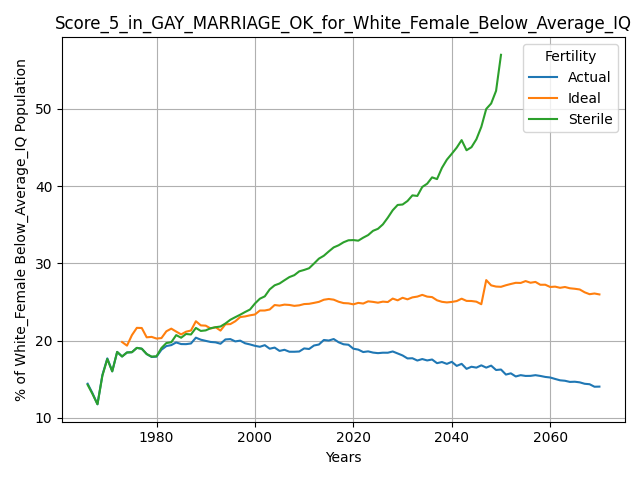 Score_5_in_GAY_MARRIAGE_OK_for_White_Female_Below_Average_IQ
% of White_Female Below_Average_IQ Population
50
40
30
20
10
Fertility
Actual
Ideal
Sterile
1980
2000
2020
2040
2060
Years